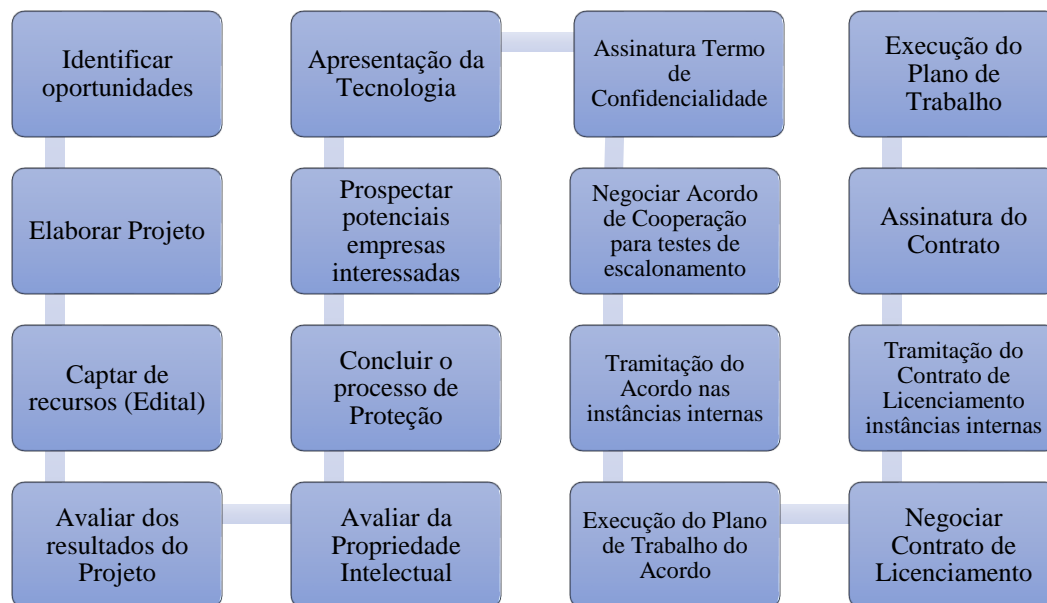 Identificar
oportunidades
Elaborar Projeto
Captar de
recursos (Edital)
Avaliar dos
resultados do
Projeto
Avaliar da
Propriedade
Intelectual
Concluir o
processo de
Proteção
Prospectar
potenciais
empresas
interessadas
Apresentação da
Tecnologia
Assinatura Termo
de
Confidencialidade
Negociar Acordo
de Cooperação
para testes de
escalonamento
Tramitação do
Acordo nas
instâncias internas
Execução do Plano
de Trabalho do
Acordo
Negociar
Contrato de
Licenciamento
Tramitação do
Contrato de
Licenciamento
instâncias internas
Assinatura do
Contrato
Execução do
Plano de
Trabalho